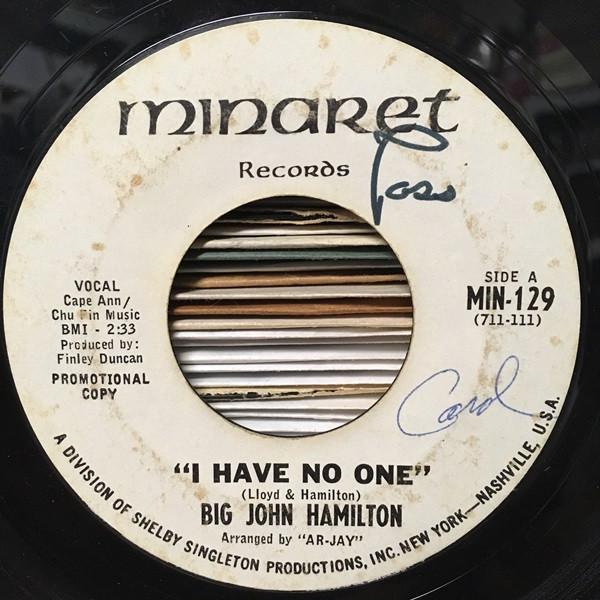 minaret
Records
Pass
VOCAL
Cape Ann/
Chu Fin Music
BMI - 2:33
Produced by:
Finley Duncan
PROMOTIONAL
COPY
SIDE A
MIN-129
(711-111)
Carol
"I HAVE NO ONE"
(Lloyd & Hamilton)
BIG JOHN HAMILTON
Arranged by "AR-JAY"
A DIVISION OF SHELBY SINGLETON PRODUCTIONS, INC. NEW YORK—NASHVILLE, U.S.A.